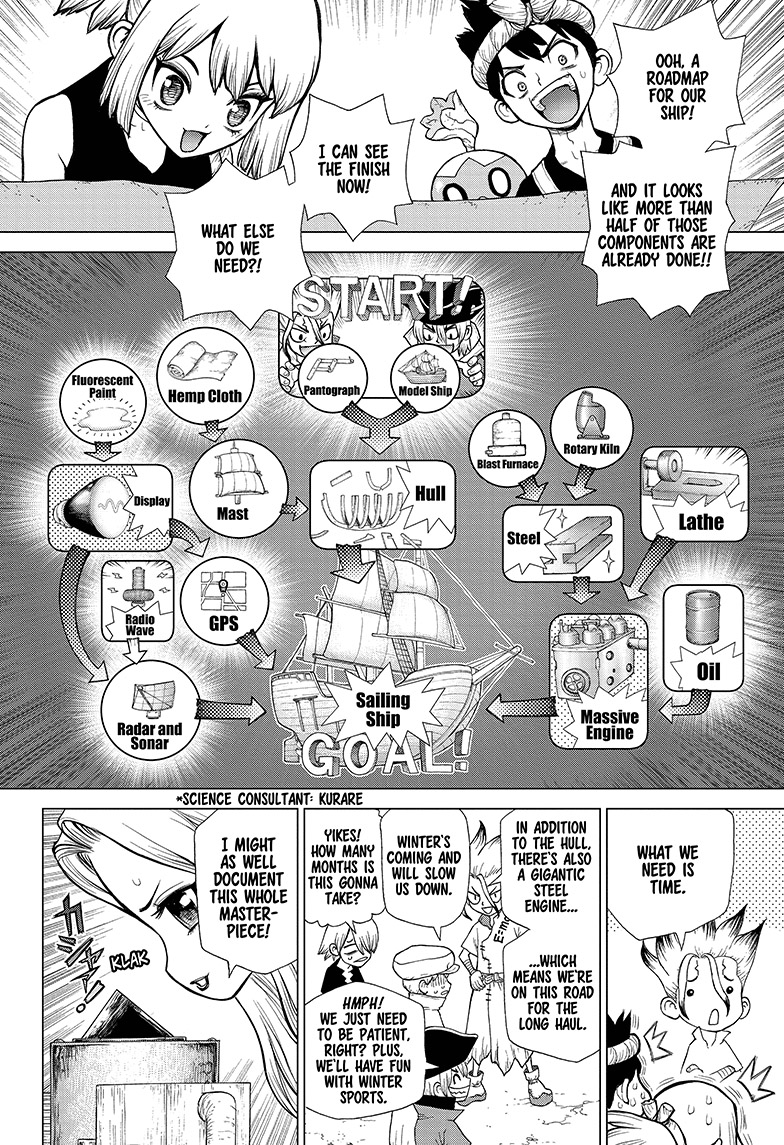 OOH, A
ROADMAP
FOR OUR
SHIP!
AND IT LOOKS
LIKE MORE THAN
HALF OF THOSE
COMPONENTS ARE
ALREADY DONE!!
I CAN SEE
THE FINISH
NOW!
WHAT ELSE
DO WE
NEED?!
START!
Pantograph
Model Ship
Fluorescent
Paint
Hemp Cloth
Blast Furnace
Rotary Kiln
Display
Mast
Hull
Steel
Lathe
Radio
Wave
GPS
Oil
Radar and
Sonar
Sailing
Ship
Massive
Engine
GOAL!
*SCIENCE CONSULTANT: KURARE
WHAT WE
NEED IS
TIME.
IN ADDITION
TO THE HULL,
THERE'S ALSO
A GIGANTIC
STEEL
ENGINE...
...WHICH
MEANS WE'RE
ON THIS ROAD
FOR THE
LONG HAUL.
E=mc
WINTER'S
COMING AND
WILL SLOW
US DOWN.
YIKES!
HOW MANY
MONTHS IS
THIS GONNA
TAKE?
HMPH!
WE JUST NEED
TO BE PATIENT,
RIGHT? PLUS,
WE'LL HAVE FUN
WITH WINTER
SPORTS.
I MIGHT
AS WELL
DOCUMENT
THIS WHOLE
MASTER-
PIECE!
ガシャ!
KLAK